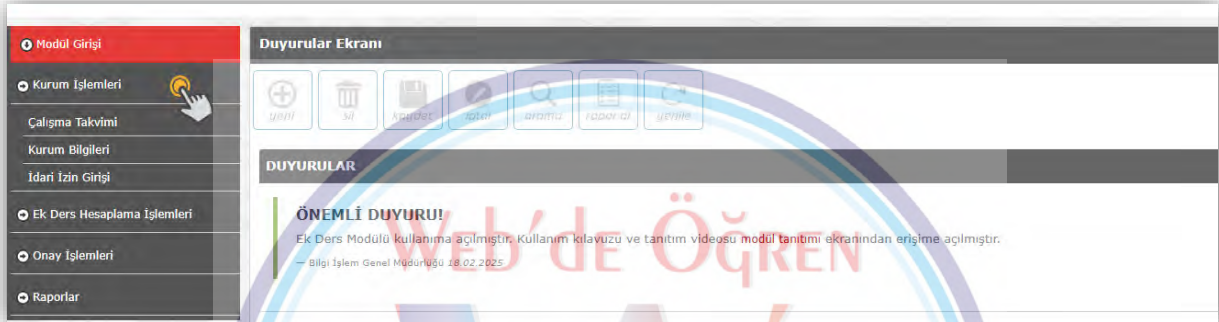 Modül Girişi
Kurum İşlemleri
Çalışma Takvimi
Kurum Bilgileri
İdari İzin Girişi
Ek Ders Hesaplama İşlemleri
Onay İşlemleri
Raporlar
Duyurular Ekranı
yeni sil kaydet iptal arama rapor al yenile
DUYURULAR
ÖNEMLİ DUYURU!
Ek Ders Modülü kullanıma açılmıştır. Kullanım kılavuzu ve tanıtım videosu modül tanıtımı ekranından erişime açılmıştır.
— Bilgi İşlem Genel Müdürlüğü 18.02.2025
Web'de Öğren